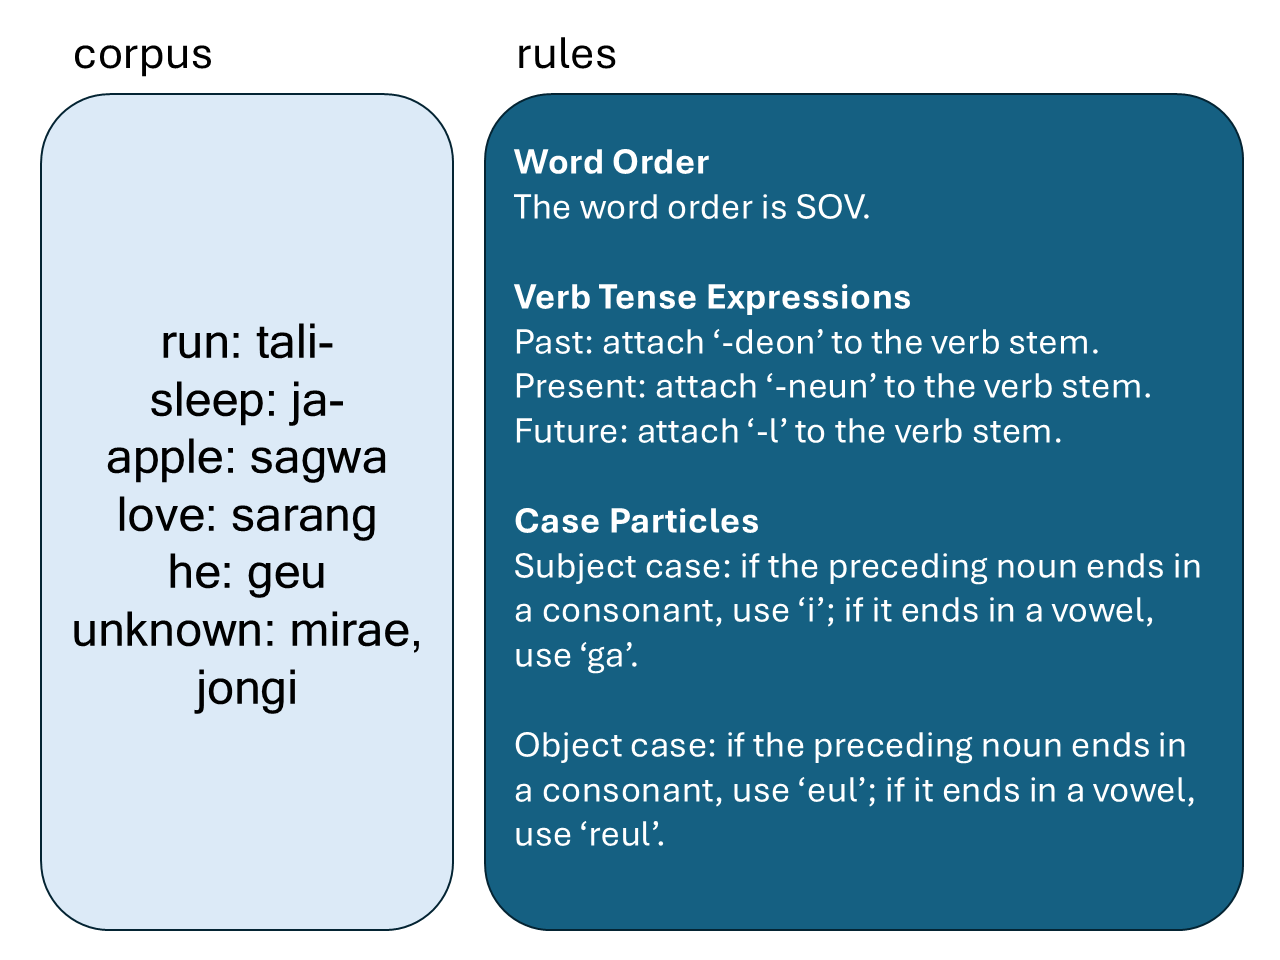 corpus
run: tali-
sleep: ja-
apple: sagwa
love: sarang
he: geu
unknown: mirae,
jongi
rules
Word Order
The word order is SOV.
Verb Tense Expressions
Past: attach ‘-deon’ to the verb stem.
Present: attach ‘-neun’ to the verb stem.
Future: attach ‘-l’ to the verb stem.
Case Particles
Subject case: if the preceding noun ends in
a consonant, use ‘i’; if it ends in a vowel,
use ‘ga’.
Object case: if the preceding noun ends in
a consonant, use ‘eul’; if it ends in a vowel,
use ‘reul’.